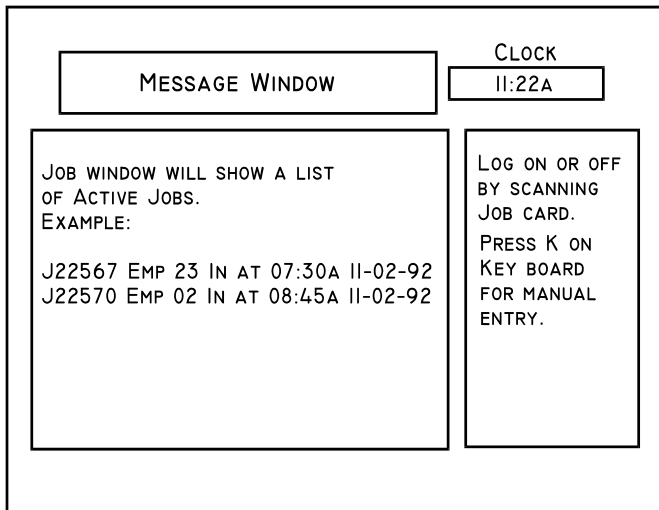 Message Window
Clock
11:22a
Job window will show a list
of Active Jobs.
Example:
J22567 Emp 23 In at 07:30a 11-02-92
J22570 Emp 02 In at 08:45a 11-02-92
Log on or off
by scanning
Job card.
Press K on
Key board
for manual
entry.